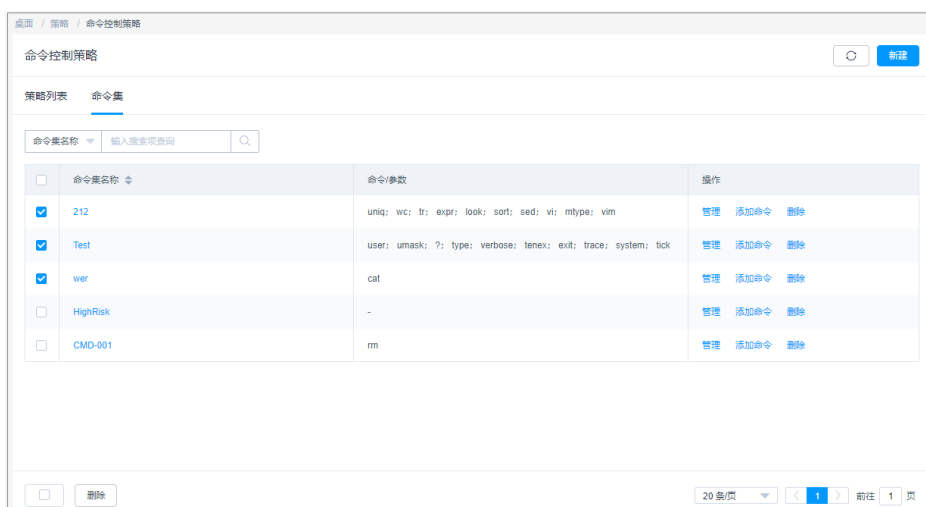 桌面 / 策略 / 命令控制策略
命令控制策略
新建
策略列表 命令集
命令集名称 输入搜索项查询
命令集名称 命令/参数 操作
212 uniq; wc; tr; expr; look; sort; sed; vi; mtype; vim 管理 添加命令 删除
Test user; umask; ?; type; verbose; tenex; exit; trace; system; tick 管理 添加命令 删除
wer cat 管理 添加命令 删除
HighRisk - 管理 添加命令 删除
CMD-001 rm 管理 添加命令 删除
删除 20 条/页 1 前往 1 页